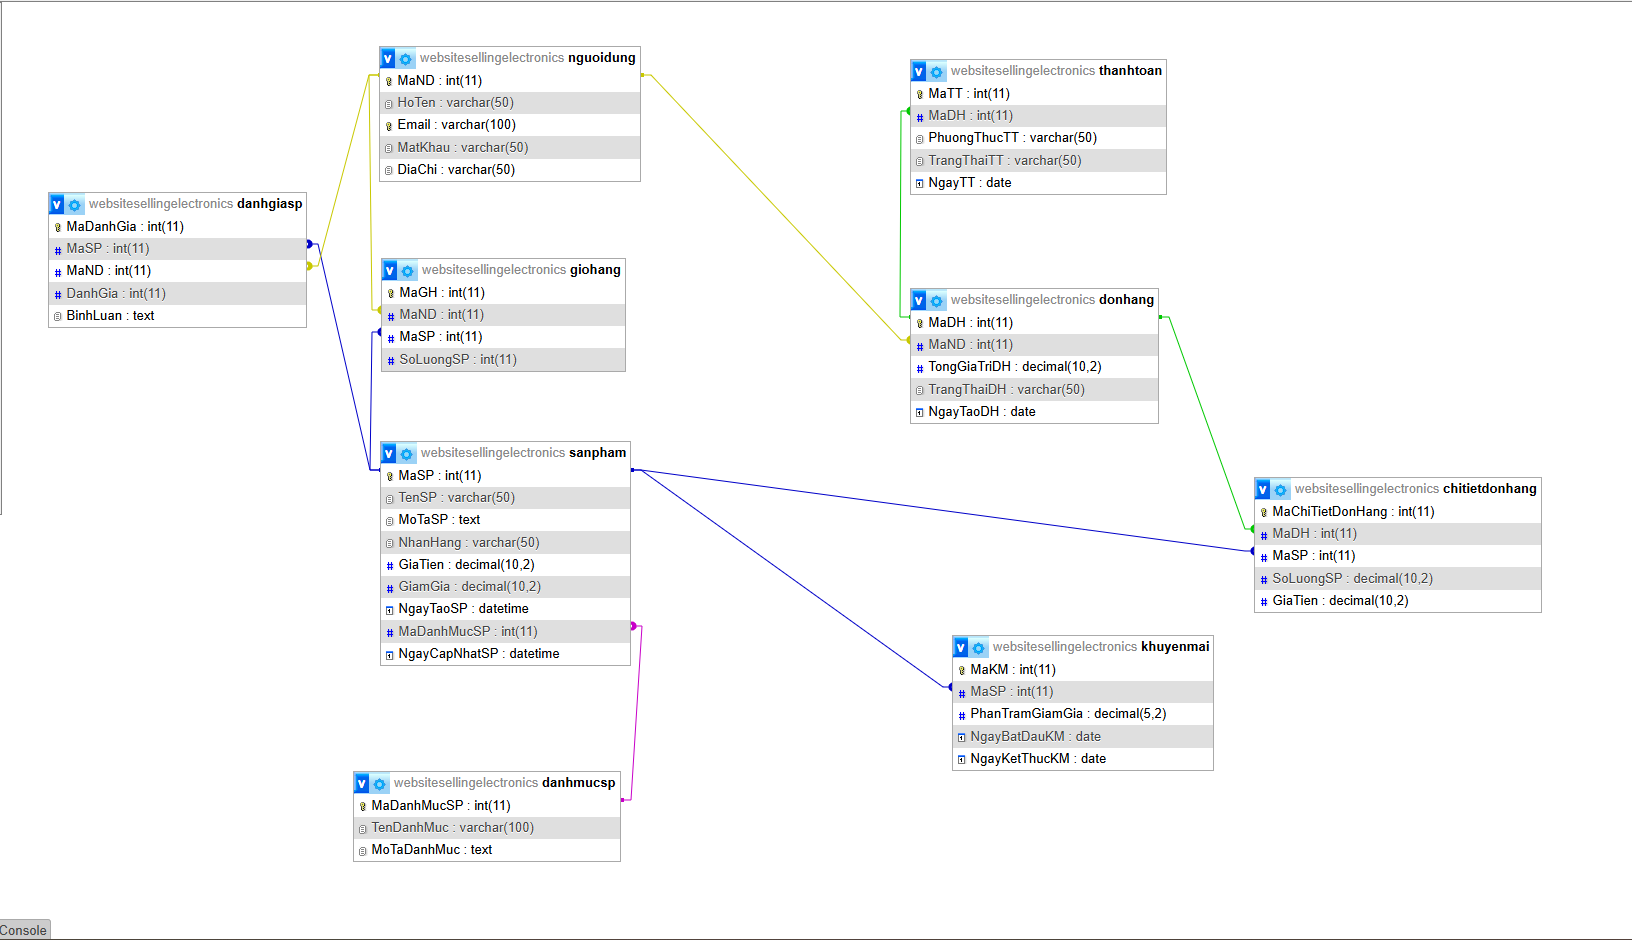 websitesellingelectronics nguoidung
MaND : int(11)
HoTen : varchar(50)
Email : varchar(100)
MatKhau : varchar(50)
DiaChi : varchar(50)
websitesellingelectronics thanhtoan
MaTT : int(11)
MaDH : int(11)
PhuongThucTT : varchar(50)
TrangThaiTT : varchar(50)
NgayTT : date
websitesellingelectronics danhgiasp
MaDanhGia : int(11)
MaSP : int(11)
MaND : int(11)
DanhGia : int(11)
BinhLuan : text
websitesellingelectronics giohang
MaGH : int(11)
MaND : int(11)
MaSP : int(11)
SoLuongSP : int(11)
websitesellingelectronics donhang
MaDH : int(11)
MaND : int(11)
TongGiaTriDH : decimal(10,2)
TrangThaiDH : varchar(50)
NgayTaoDH : date
websitesellingelectronics sanpham
MaSP : int(11)
TenSP : varchar(50)
MoTaSP : text
NhanHang : varchar(50)
GiaTien : decimal(10,2)
GiamGia : decimal(10,2)
NgayTaoSP : datetime
MaDanhMucSP : int(11)
NgayCapNhatSP : datetime
websitesellingelectronics chitietdonhang
MaChiTietDonHang : int(11)
MaDH : int(11)
MaSP : int(11)
SoLuongSP : decimal(10,2)
GiaTien : decimal(10,2)
websitesellingelectronics khuyenmai
MaKM : int(11)
MaSP : int(11)
PhanTramGiamGia : decimal(5,2)
NgayBatDauKM : date
NgayKetThucKM : date
websitesellingelectronics danhmucsp
MaDanhMucSP : int(11)
TenDanhMuc : varchar(100)
MoTaDanhMuc : text
Console